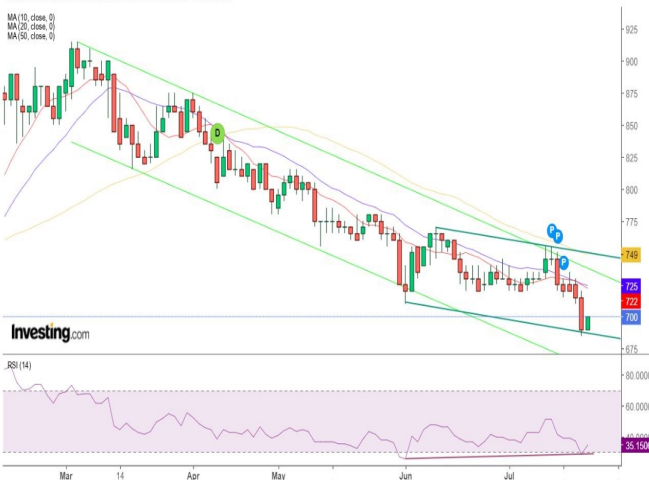 MA (10, close, 0)
MA (20, close, 0)
MA (50, close, 0)
925
900
875
850
825
800
775
749
725
722
700
675
D
P
P
P
Investing.com
RSI (14)
80.0000
60.0000
35.1500
Mar
14
Apr
May
Jun
Jul